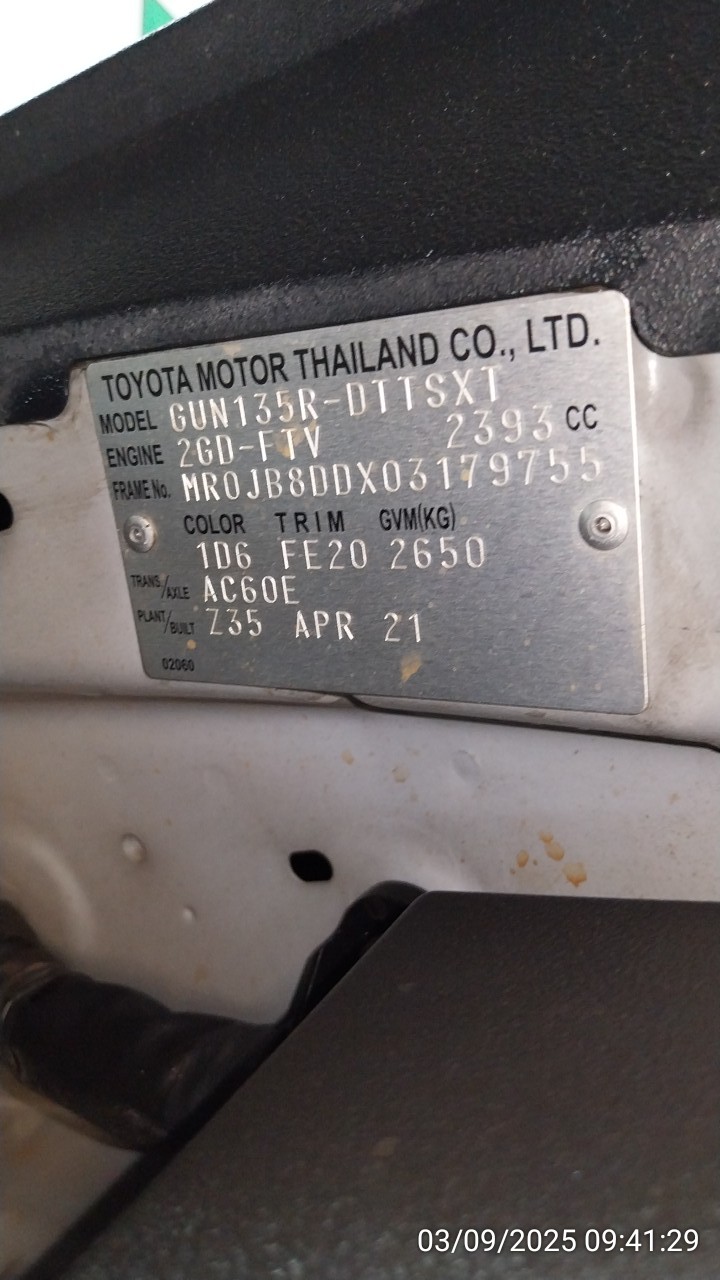 TOYOTA MOTOR THAILAND CO., LTD.
MODEL GUN135R-DTTSXT
ENGINE 2GD-FTV 2393 CC
FRAME No. MR0JB8DDX03179755
COLOR TRIM GVM(KG)
1D6 FE20 2650
TRANS./AXLE AC60E
PLANT/BUILT Z35 APR 21
02060
03/09/2025 09:41:29